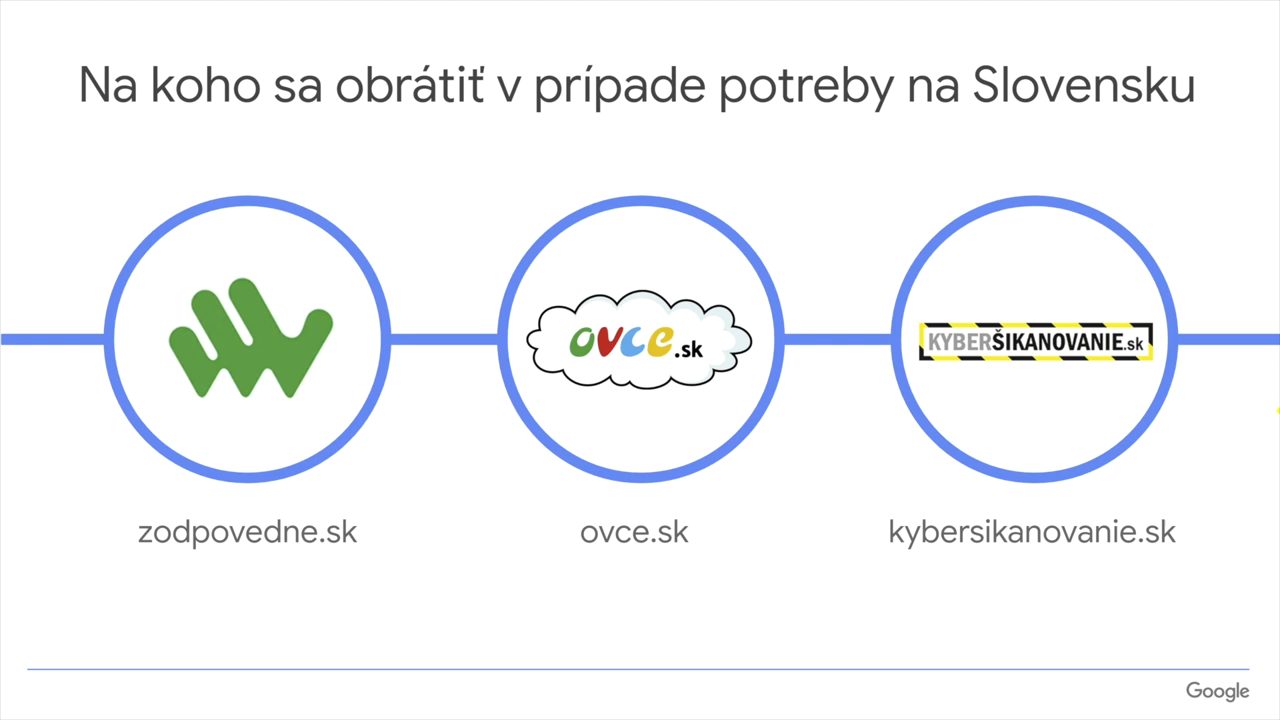 Na koho sa obrátiť v prípade potreby na Slovensku
ovce.sk
KYBERŠIKANOVANIE.sk
zodpovedne.sk
ovce.sk
kybersikanovanie.sk
Google